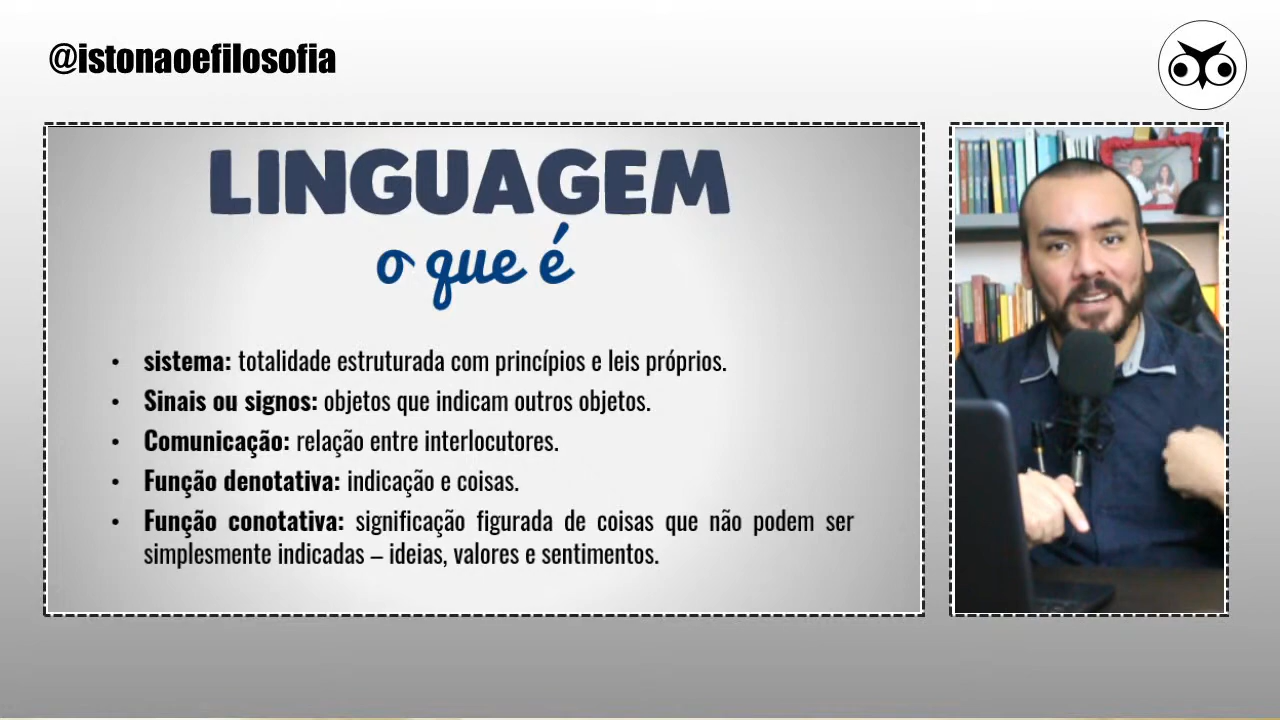 @istonaoefilosofia
LINGUAGEM
o que é
• sistema: totalidade estruturada com princípios e leis próprios.
• Sinais ou signos: objetos que indicam outros objetos.
• Comunicação: relação entre interlocutores.
• Função denotativa: indicação e coisas.
• Função conotativa: significação figurada de coisas que não podem ser
simplesmente indicadas – ideias, valores e sentimentos.